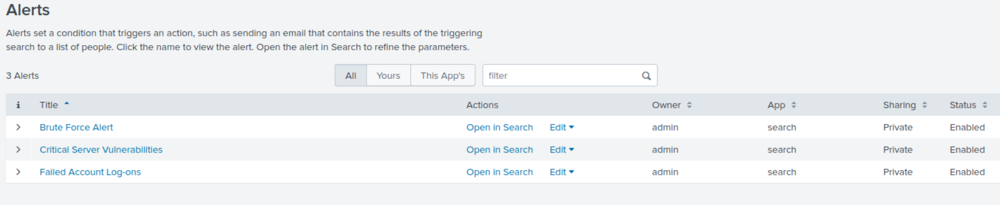 Alerts
Alerts set a condition that triggers an action, such as sending an email that contains the results of the triggering
search to a list of people. Click the name to view the alert. Open the alert in Search to refine the parameters.
3 Alerts All Yours This App's filter
i Title Actions Owner App Sharing Status
Brute Force Alert Open in Search Edit admin search Private Enabled
Critical Server Vulnerabilities Open in Search Edit admin search Private Enabled
Failed Account Log-ons Open in Search Edit admin search Private Enabled